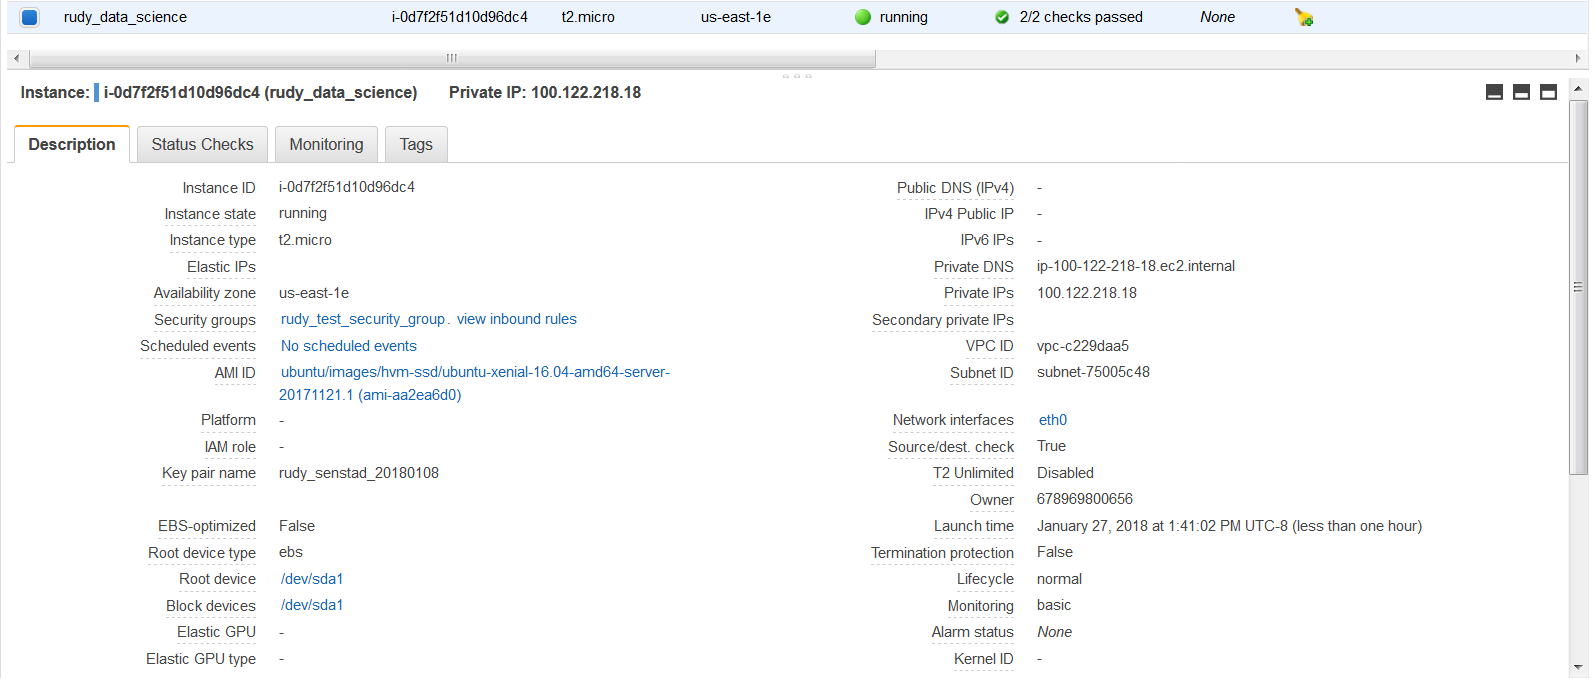 rudy_data_science i-0d7f2f51d10d96dc4 t2.micro us-east-1e running 2/2 checks passed None
Instance: i-0d7f2f51d10d96dc4 (rudy_data_science) Private IP: 100.122.218.18
Description Status Checks Monitoring Tags
Instance ID i-0d7f2f51d10d96dc4
Instance state running
Instance type t2.micro
Elastic IPs
Availability zone us-east-1e
Security groups rudy_test_security_group. view inbound rules
Scheduled events No scheduled events
AMI ID ubuntu/images/hvm-ssd/ubuntu-xenial-16.04-amd64-server-
20171121.1 (ami-aa2ea6d0)
Platform -
IAM role -
Key pair name rudy_senstad_20180108
EBS-optimized False
Root device type ebs
Root device /dev/sda1
Block devices /dev/sda1
Elastic GPU -
Elastic GPU type -
Public DNS (IPv4) -
IPv4 Public IP -
IPv6 IPs -
Private DNS ip-100-122-218-18.ec2.internal
Private IPs 100.122.218.18
Secondary private IPs
VPC ID vpc-c229daa5
Subnet ID subnet-75005c48
Network interfaces eth0
Source/dest. check True
T2 Unlimited Disabled
Owner 678969800656
Launch time January 27, 2018 at 1:41:02 PM UTC-8 (less than one hour)
Termination protection False
Lifecycle normal
Monitoring basic
Alarm status None
Kernel ID -